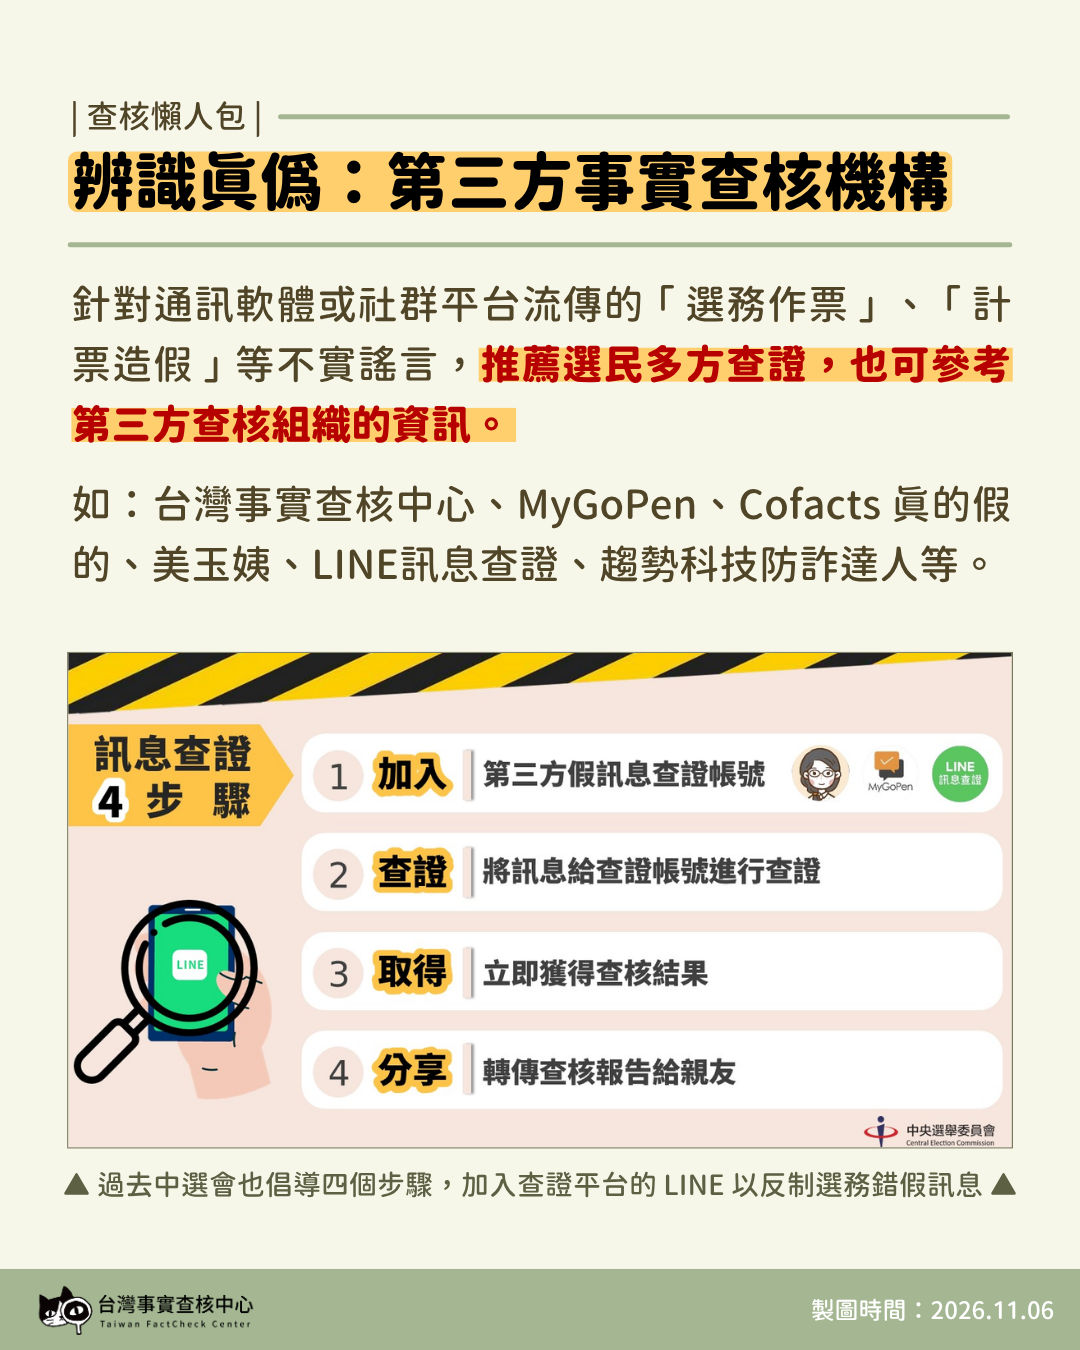 | 查核懶人包 |
辨識真偽：第三方事實查核機構
針對通訊軟體或社群平台流傳的「選務作票」、「計
票造假」等不實謠言，推薦選民多方查證，也可參考
第三方查核組織的資訊。
如：台灣事實查核中心、MyGoPen、Cofacts 真的假
的、美玉姨、LINE訊息查證、趨勢科技防詐達人等。
訊息查證
4 步 驟
1 加入 第三方假訊息查證帳號
MyGoPen
LINE
訊息查證
2 查證 將訊息給查證帳號進行查證
3 取得 立即獲得查核結果
LINE
4 分享 轉傳查核報告給親友
中央選舉委員會
Central Election Commission
▲ 過去中選會也倡導四個步驟，加入查證平台的 LINE 以反制選務錯假訊息 ▲
台灣事實查核中心
Taiwan FactCheck Center
製圖時間：2026.11.06